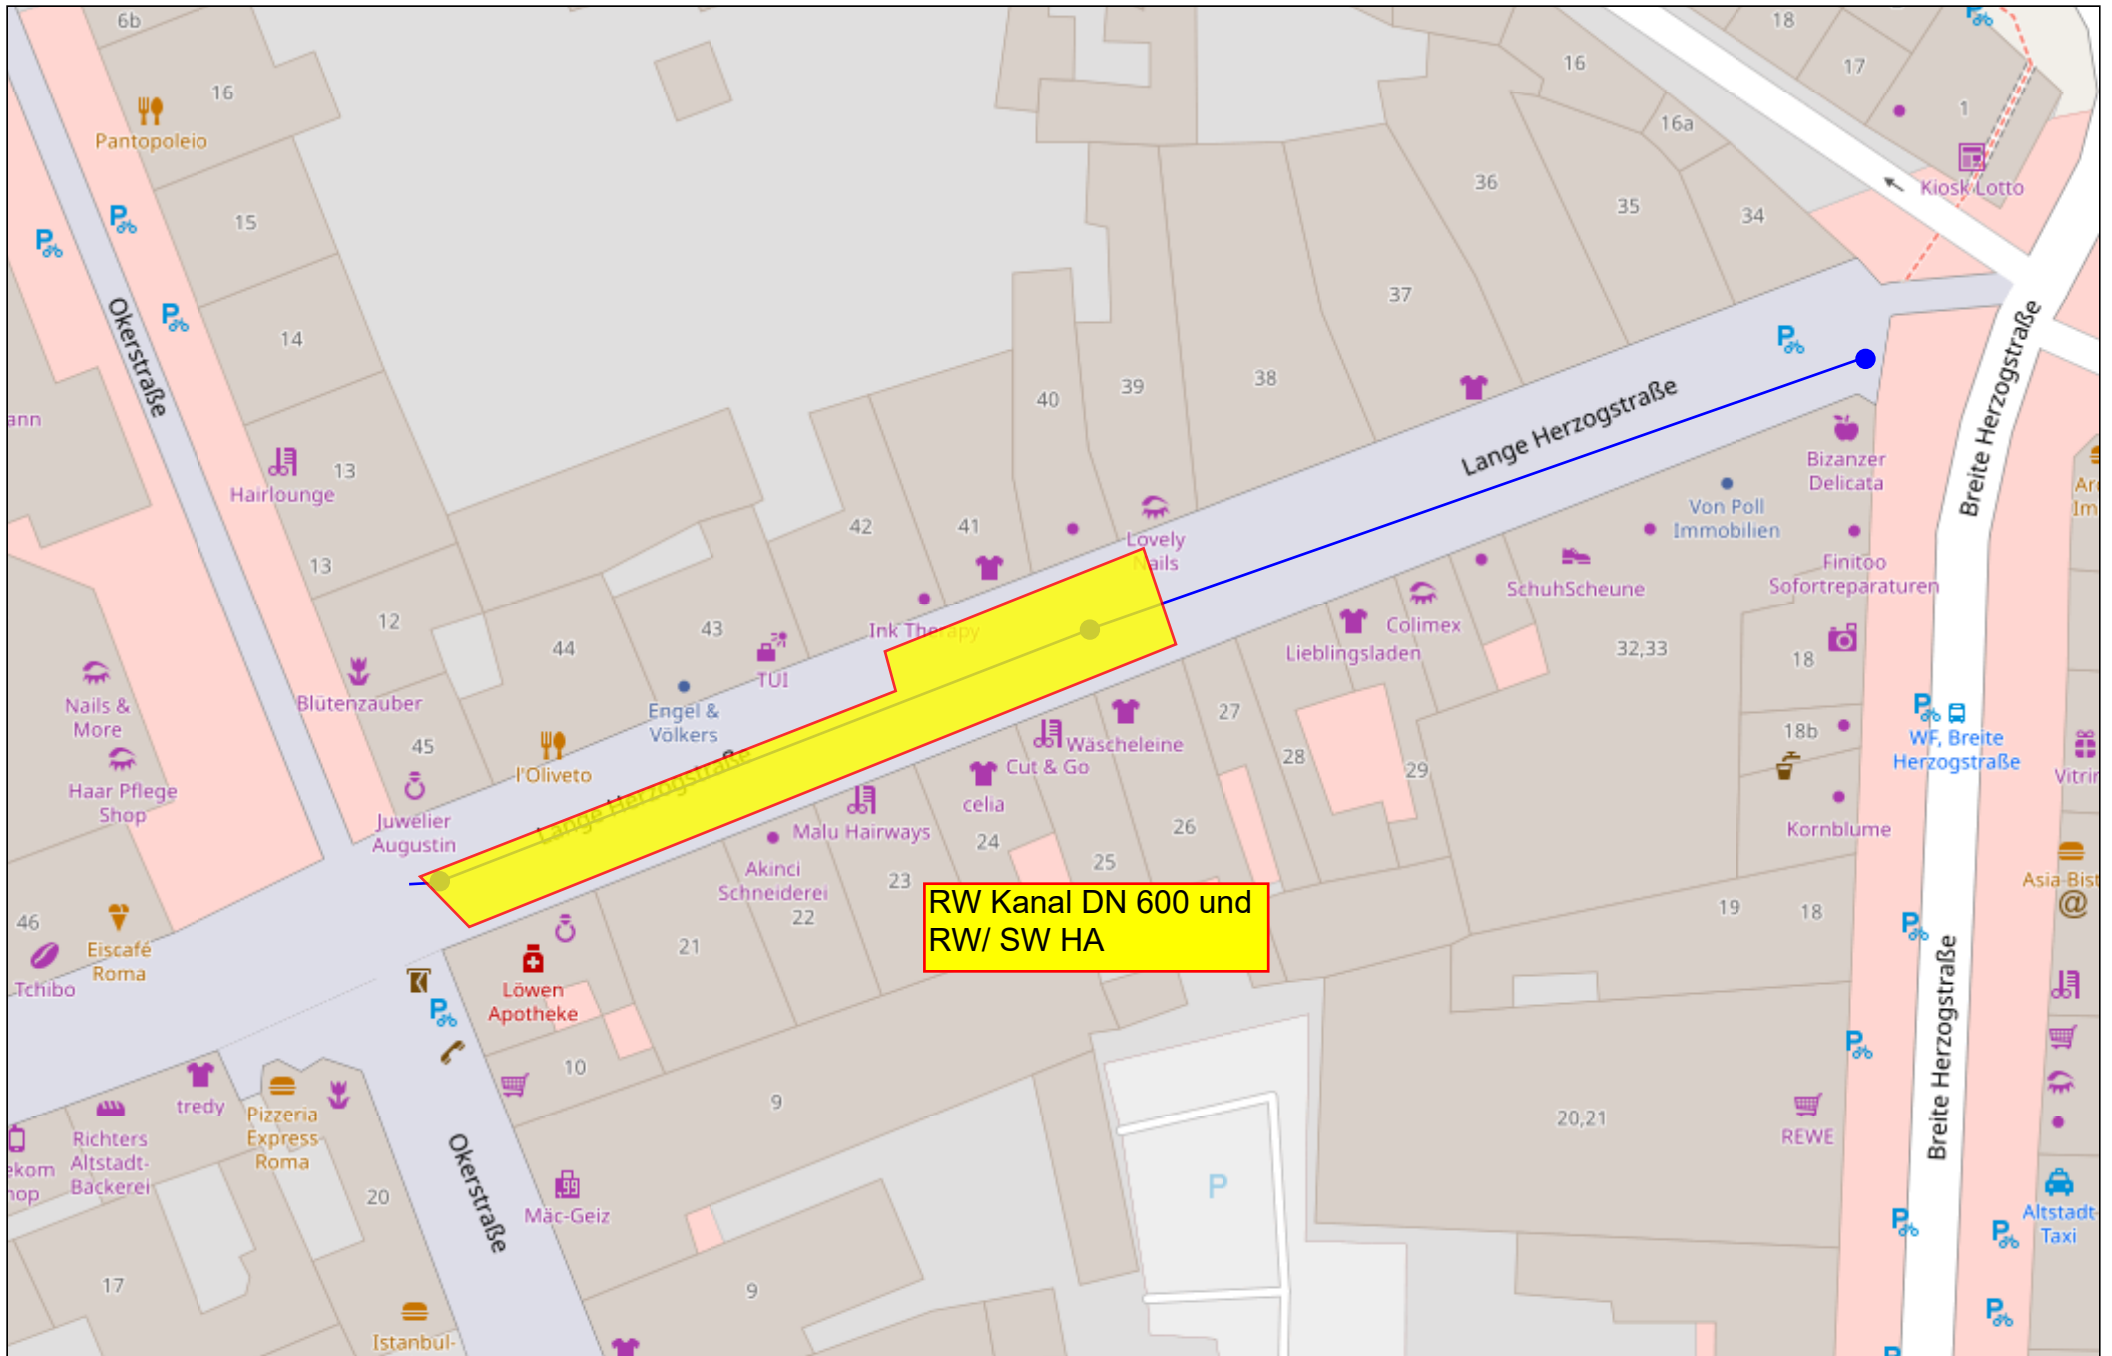 6b
18
16
17
16
1
Pantopoleio
16a
Kiosk Lotto
36
35
34
15
Okerstraße
14
37
38
39
40
Lange Herzogstraße
Breite Herzogstraße
ann
13
Hairlounge
Bizanzer
Delicata
Von Poll
Immobilien
42
41
Lovely
Nails
13
Finitoo
Sofortreparaturen
SchuhScheune
12
43
44
Ink Therapy
Colimex
Lieblingsladen
32,33
18
TUI
Nails &
More
Blütenzauber
Engel &
Völkers
27
45
l'Oliveto
Wäscheleine
Cut & Go
28
29
18b
WF, Breite
Herzogstraße
Lange Herzogstraße
Haar Pflege
Shop
Juwelier
Augustin
celia
Malu Hairways
24
26
25
Kornblume
Akinci
Schneiderei
23
22
21
46
Eiscafé
Roma
Tchibo
Löwen
Apotheke
RW Kanal DN 600 und
RW/ SW HA
19
18
Asia-Bist
@
Breite Herzogstraße
10
9
tredy
Pizzeria
Express
Roma
Richters
Altstadt-
Bäckerei
ekom
hop
20,21
REWE
Okerstraße
P
20
Mäc-Geiz
Altstadt-
Taxi
17
9
Istanbul-